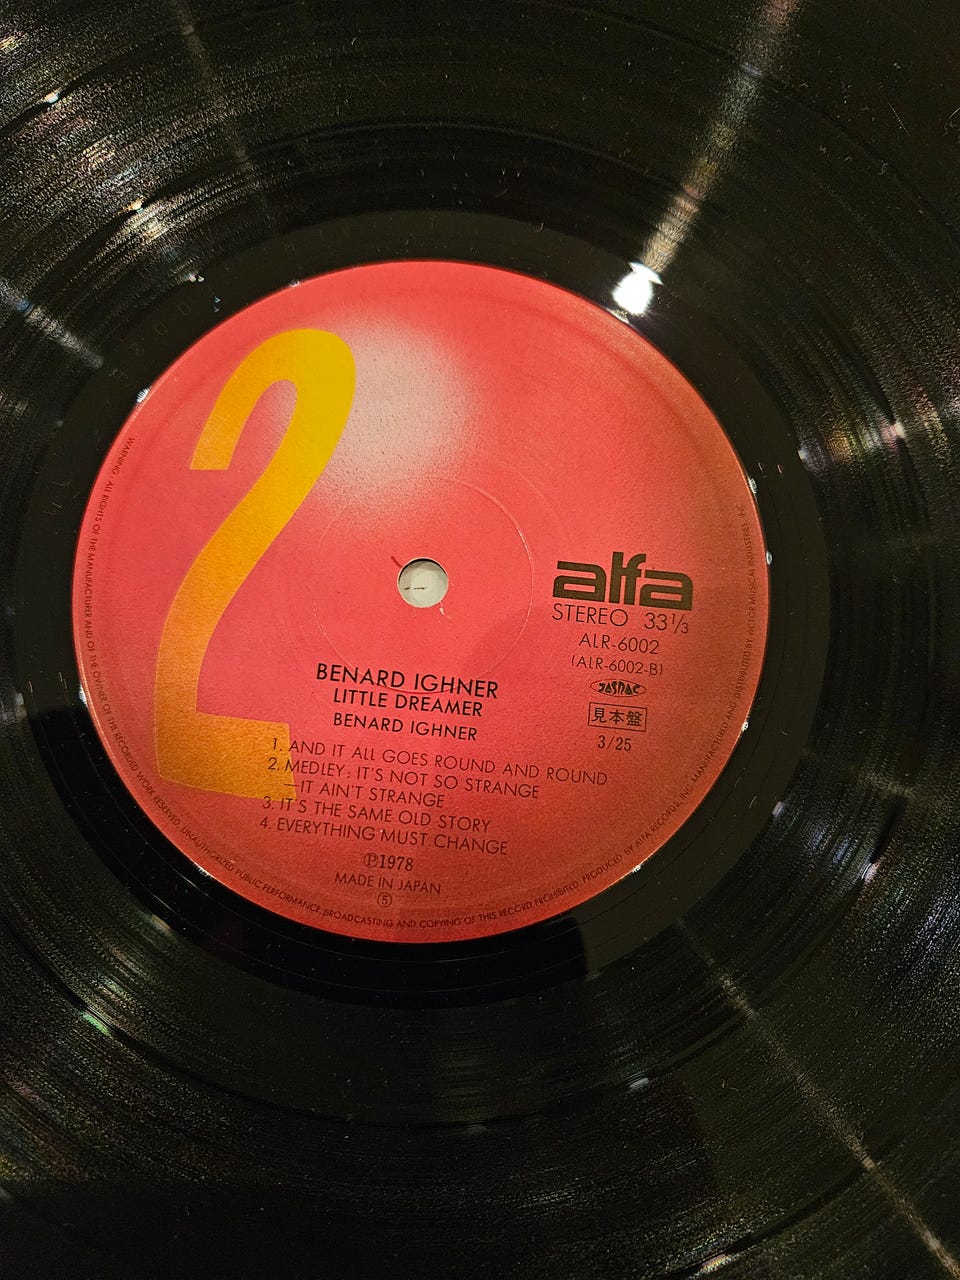 2
alfa
STEREO 33 1/3
ALR-6002
(ALR-6002-B)
JASRAC
見本盤
3/25
BENARD IGHNER
LITTLE DREAMER
BENARD IGHNER
1. AND IT ALL GOES ROUND AND ROUND
2. MEDLEY: IT'S NOT SO STRANGE
—IT AIN'T STRANGE
3. IT'S THE SAME OLD STORY
4. EVERYTHING MUST CHANGE
Ⓟ1978
MADE IN JAPAN
⑤
WARNING: ALL RIGHTS OF THE MANUFACTURER AND OF THE OWNER OF THE RECORDED WORK RESERVED. UNAUTHORIZED PUBLIC PERFORMANCE, BROADCASTING AND COPYING OF THIS RECORD PROHIBITED. PRODUCED BY ALFA RECORDS, INC. MANUFACTURED AND DISTRIBUTED BY VICTOR MUSICAL INDUSTRIES, INC.